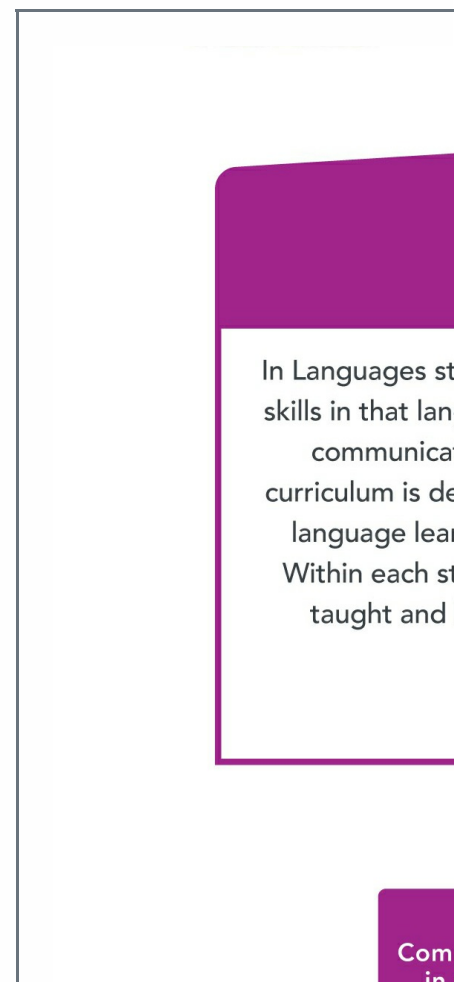 In Languages st
skills in that lan
communica
curriculum is de
language lear
Within each st
taught and
Com
in